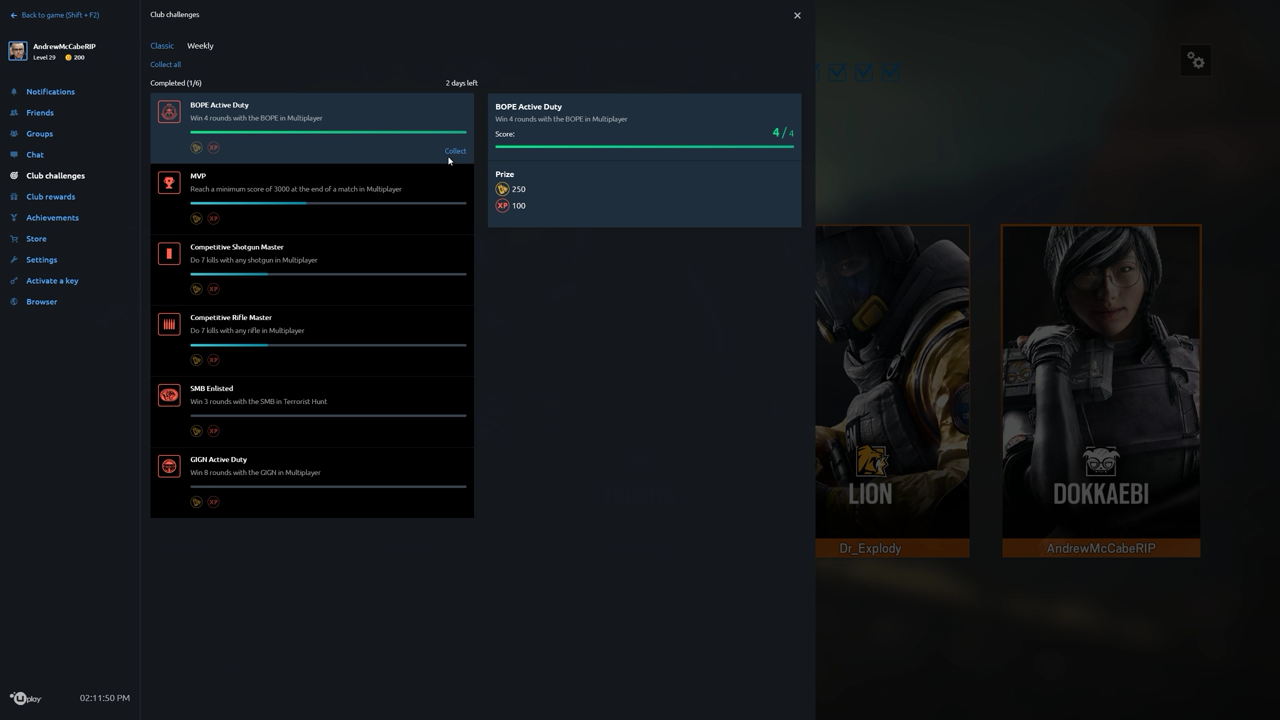 Back to game (Shift + F2)
AndrewMcCabeRIP
Level 29 200
Notifications
Friends
Groups
Chat
Club challenges
Club rewards
Achievements
Store
Settings
Activate a key
Browser
uplay
02:11:50 PM
Club challenges
Classic Weekly
Collect all
Completed (1/6) 2 days left
BOPE Active Duty
Win 4 rounds with the BOPE in Multiplayer
XP
Collect
MVP
Reach a minimum score of 3000 at the end of a match in Multiplayer
XP
Competitive Shotgun Master
Do 7 kills with any shotgun in Multiplayer
XP
Competitive Rifle Master
Do 7 kills with any rifle in Multiplayer
XP
SMB Enlisted
Win 3 rounds with the SMB in Terrorist Hunt
XP
GIGN Active Duty
Win 8 rounds with the GIGN in Multiplayer
XP
BOPE Active Duty
Win 4 rounds with the BOPE in Multiplayer
Score: 4 / 4
Prize
250
XP 100
LION
Dr_Explody
DOKKAEBI
AndrewMcCabeRIP